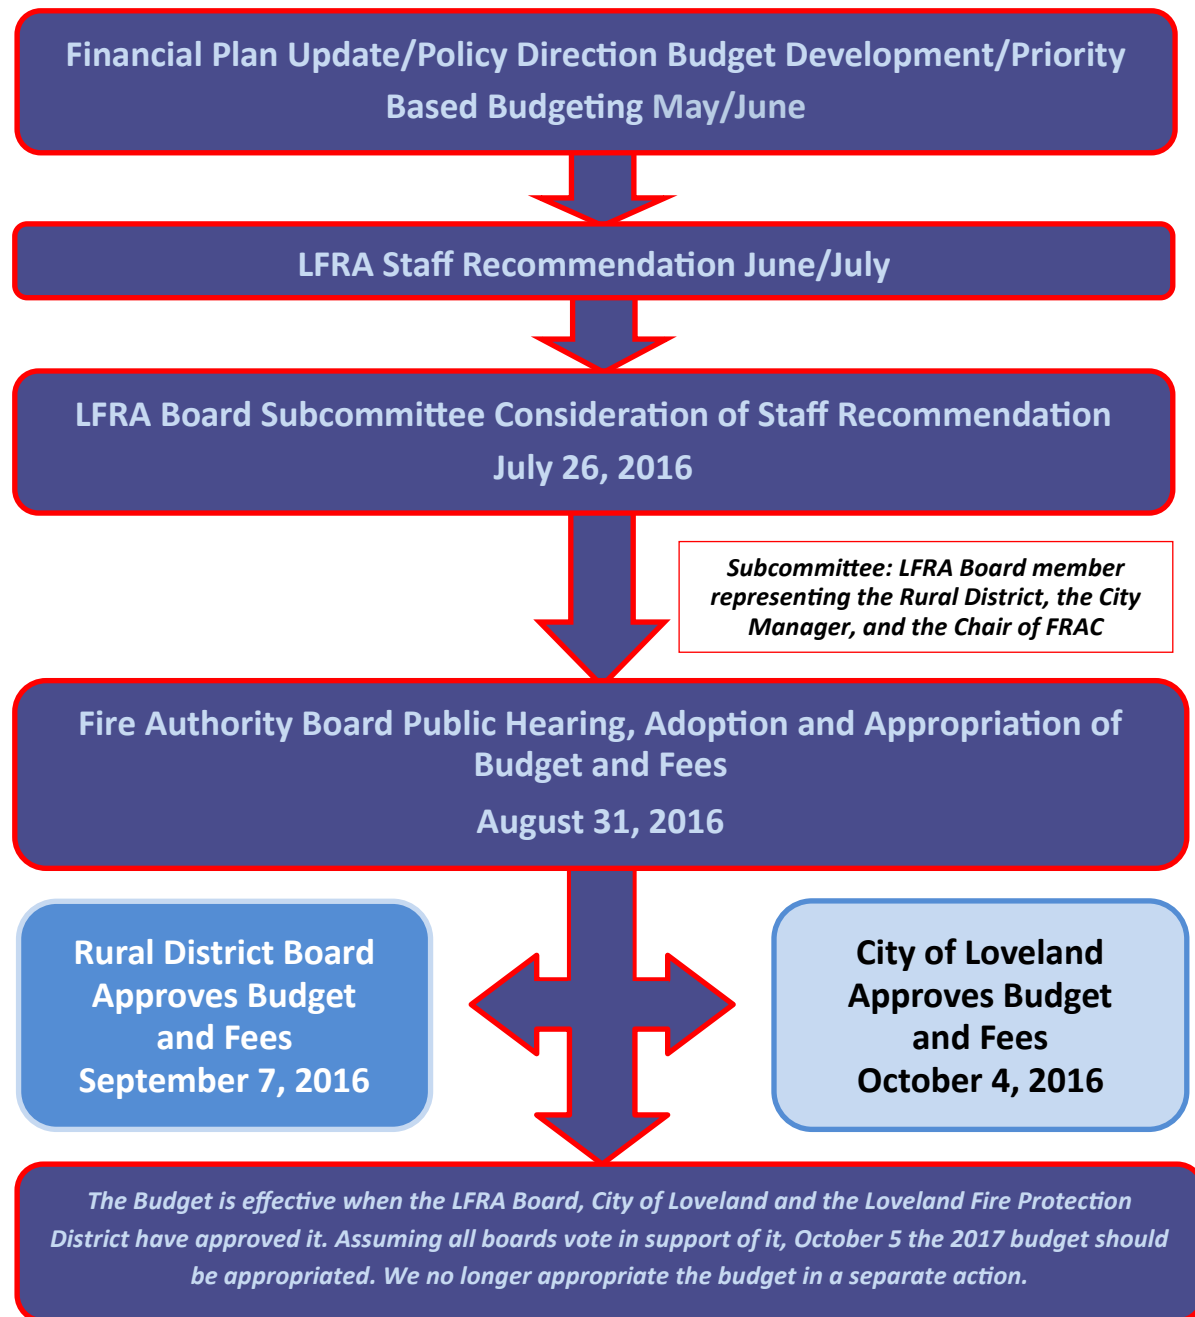 Financial Plan Update/Policy Direction Budget Development/Priority
Based Budgeting May/June
LFRA Staff Recommendation June/July
LFRA Board Subcommittee Consideration of Staff Recommendation
July 26, 2016
Subcommittee: LFRA Board member
representing the Rural District, the City
Manager, and the Chair of FRAC
Fire Authority Board Public Hearing, Adoption and Appropriation of
Budget and Fees
August 31, 2016
Rural District Board
Approves Budget
and Fees
September 7, 2016
City of Loveland
Approves Budget
and Fees
October 4, 2016
The Budget is effective when the LFRA Board, City of Loveland and the Loveland Fire Protection
District have approved it. Assuming all boards vote in support of it, October 5 the 2017 budget should
be appropriated. We no longer appropriate the budget in a separate action.